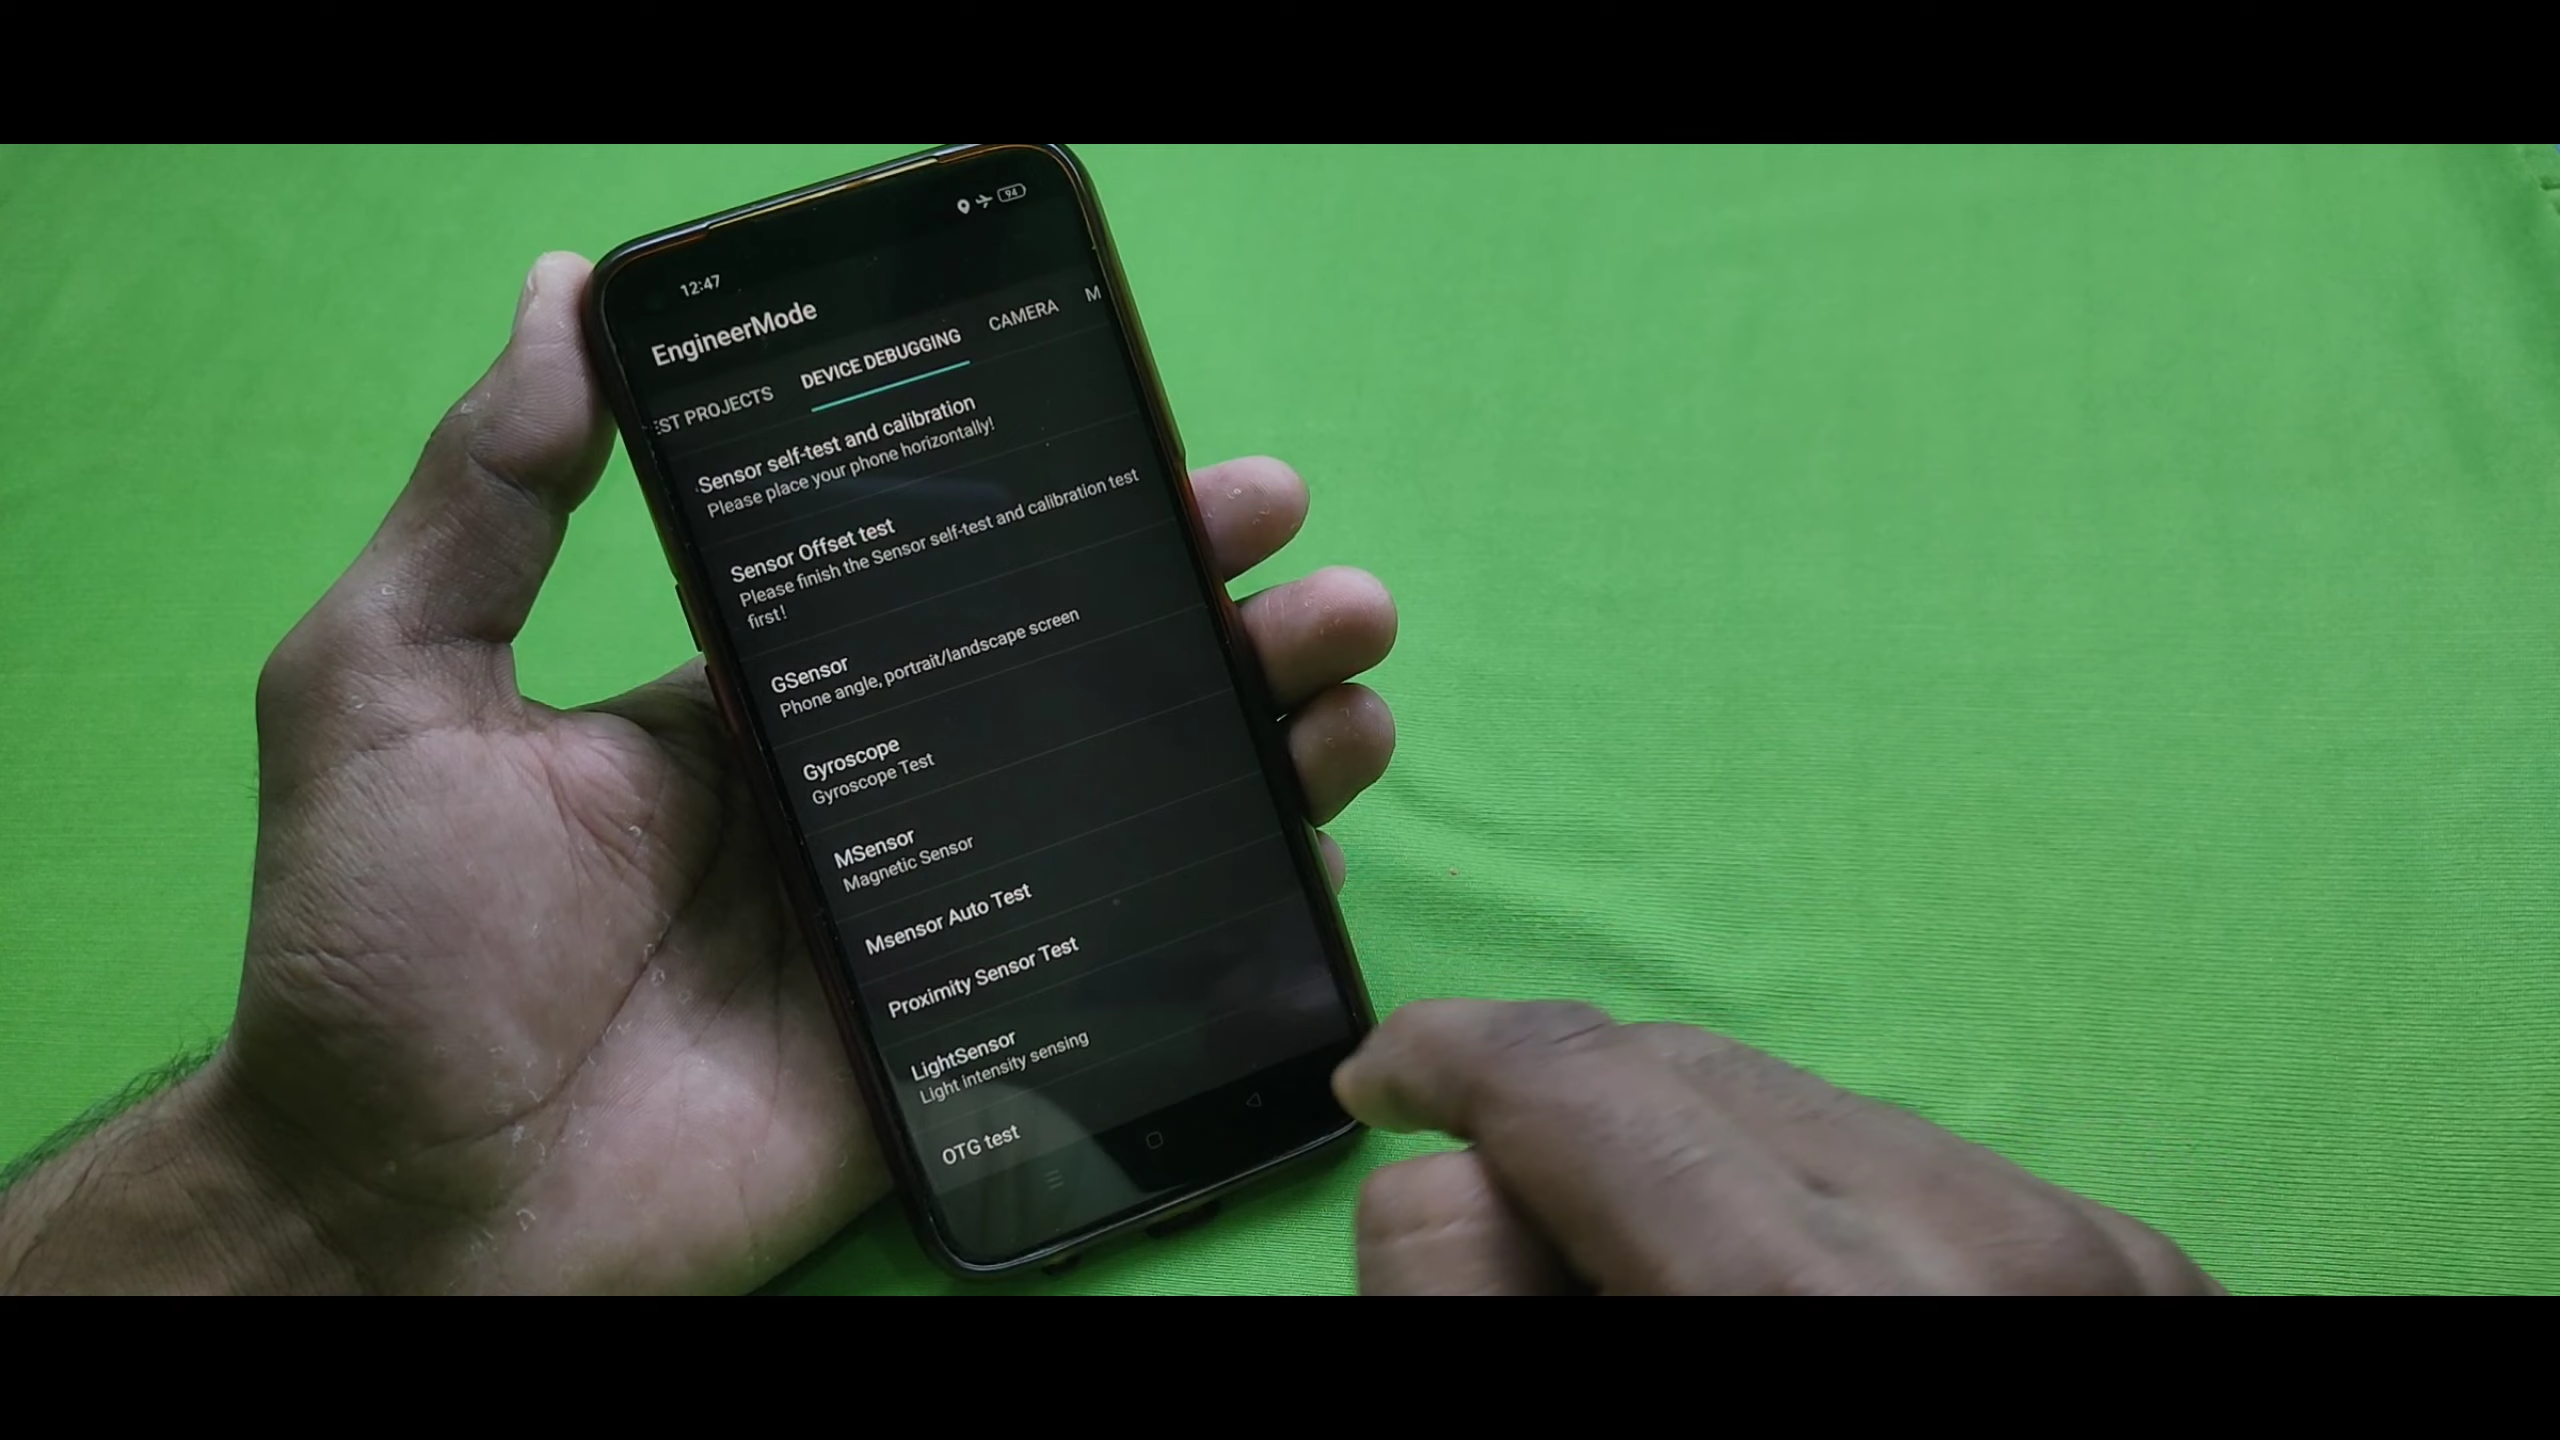 94
12:47
EngineerMode
EST PROJECTS
DEVICE DEBUGGING
CAMERA
M
Sensor self-test and calibration
Please place your phone horizontally!
Sensor Offset test
Please finish the Sensor self-test and calibration test
first!
GSensor
Phone angle, portrait/landscape screen
Gyroscope
Gyroscope Test
MSensor
Magnetic Sensor
Msensor Auto Test
Proximity Sensor Test
LightSensor
Light intensity sensing
OTG test